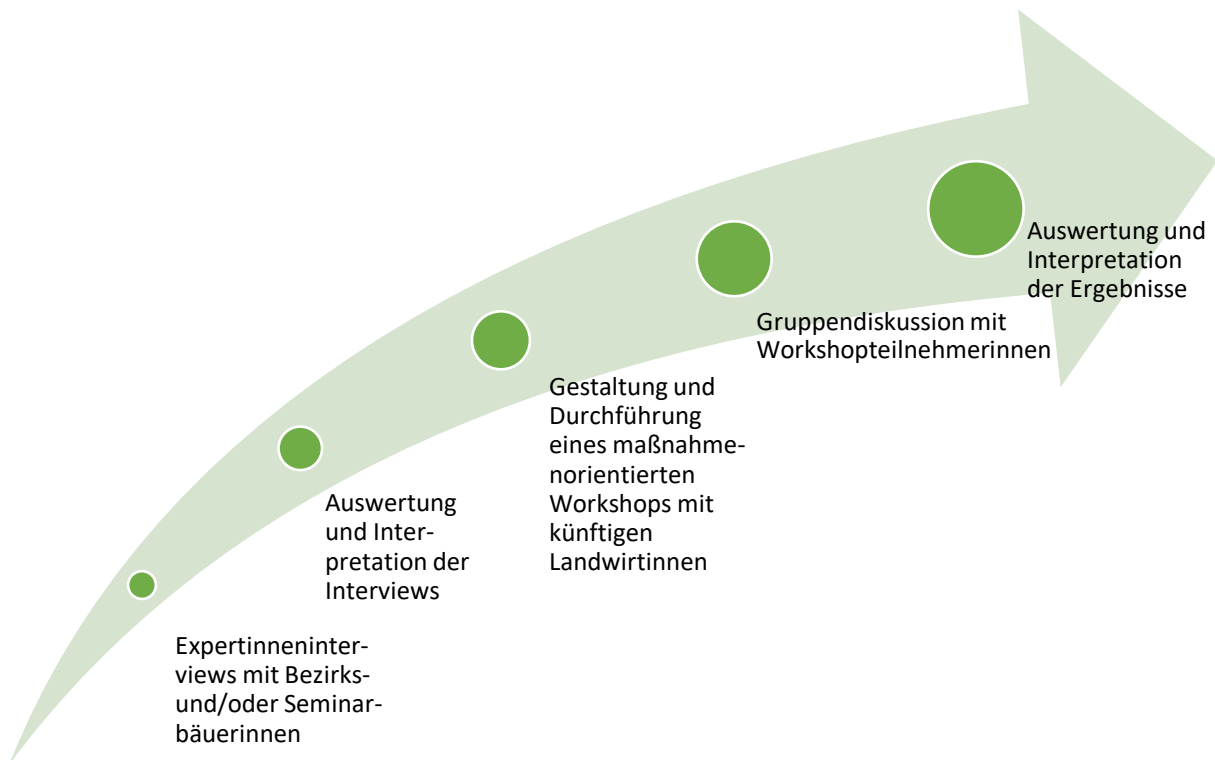 Expertinneninter-
views mit Bezirks-
und/oder Seminar-
bäuerinnen
Auswertung
und Inter-
pretation der
Interviews
Gestaltung und
Durchführung
eines maßnahme-
norientierten
Workshops mit
künftigen
Landwirtinnen
Gruppendiskussion mit
Workshopteilnehmerinnen
Auswertung und
Interpretation
der Ergebnisse